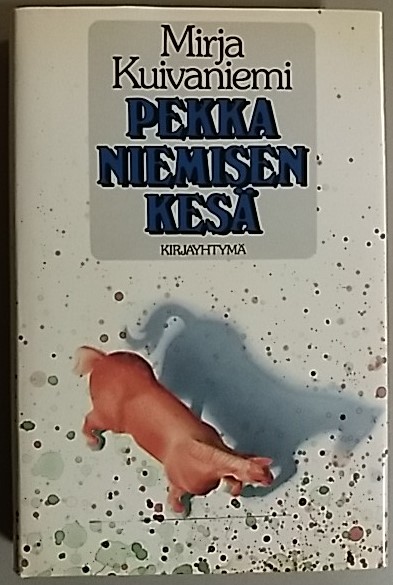 Mirja
Kuivaniemi
PEKKA
NIEMISEN
KESÄ
KIRJAYHTYMÄ